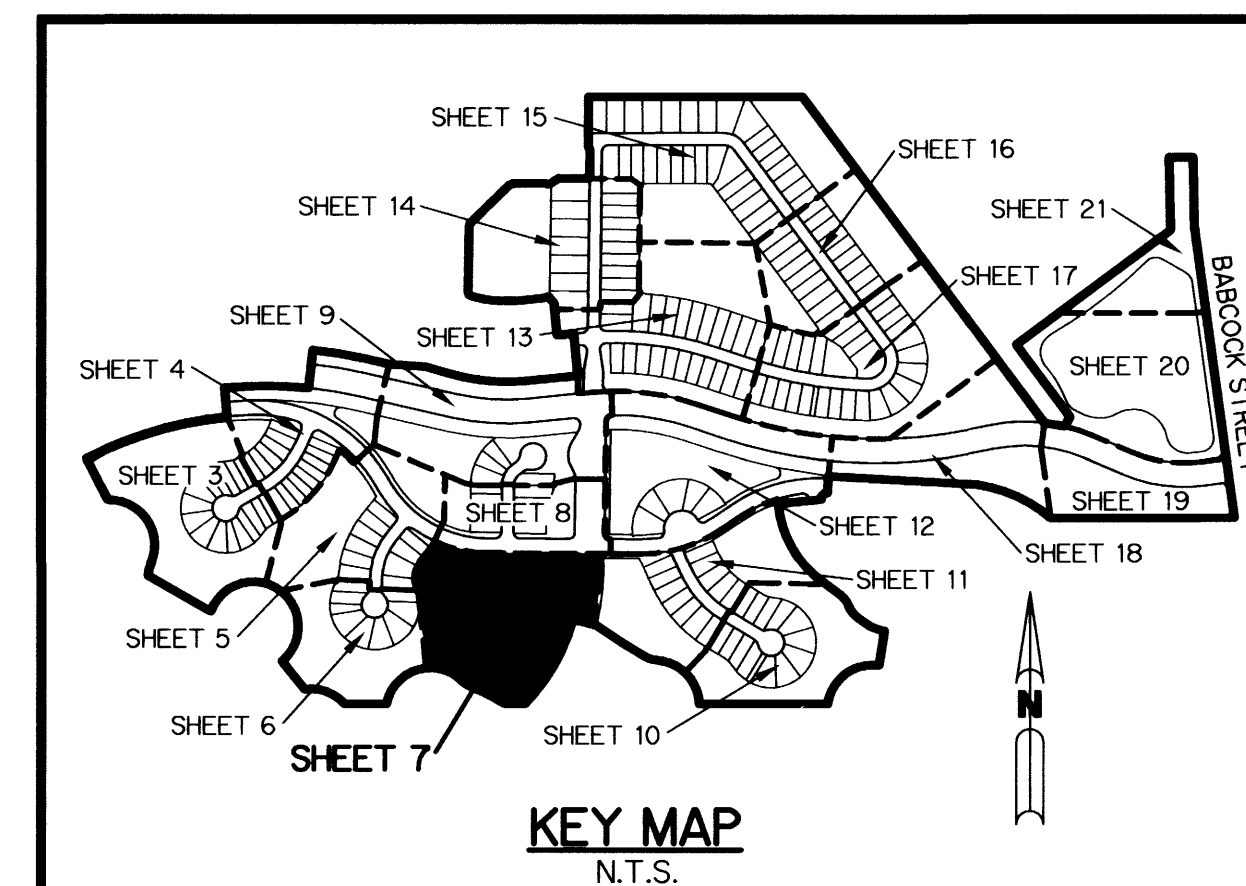 SHEET 15
SHEET 16
SHEET 14
SHEET 21
SHEET 17
BABCOCK STREET
SHEET 9
SHEET 13
SHEET 4
SHEET 20
SHEET 3
SHEET 19
SHEET 8
SHEET 12
SHEET 18
SHEET 11
SHEET 5
SHEET 6
SHEET 10
SHEET 7
N
KEY MAP
N.T.S.